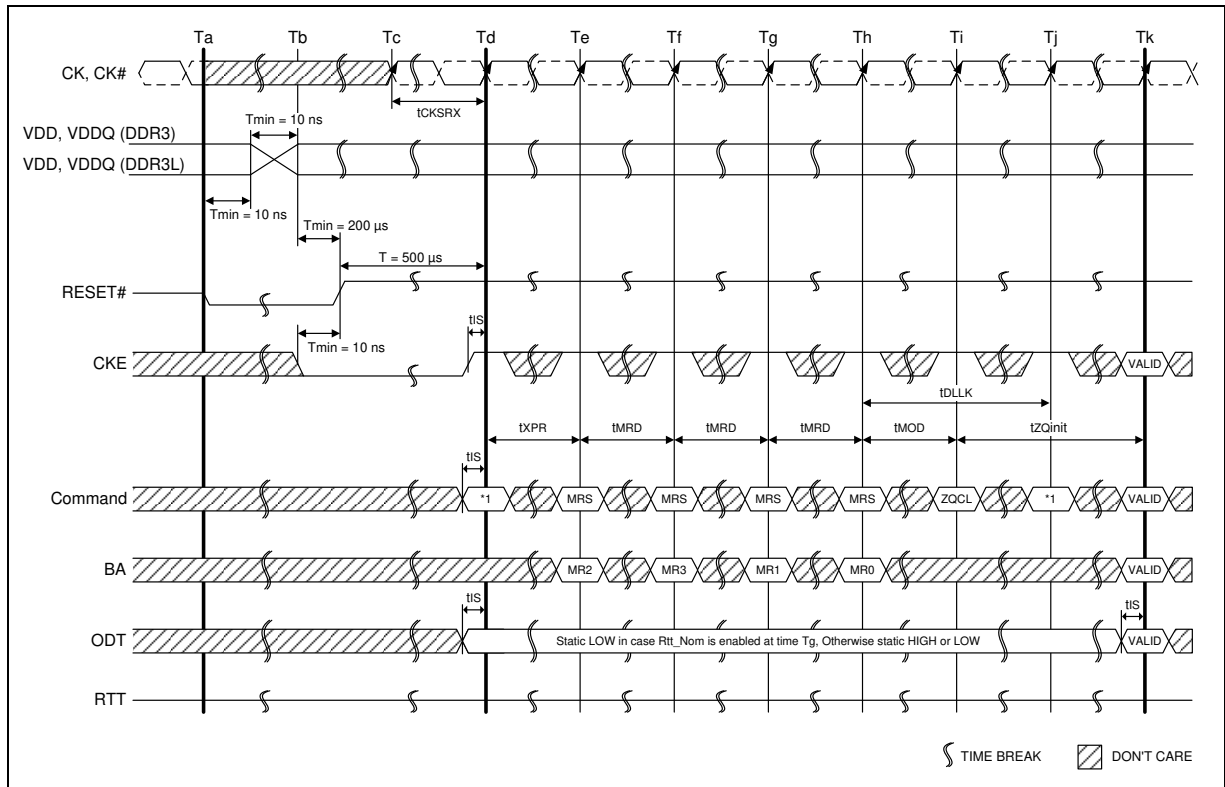 Ta Tb Tc Td Te Tf Tg Th Ti Tj Tk
CK, CK#
tCKSRX
Tmin = 10 ns
VDD, VDDQ (DDR3)
VDD, VDDQ (DDR3L)
Tmin = 10 ns
Tmin = 200 µs
T = 500 µs
RESET#
tIS
Tmin = 10 ns
CKE VALID
tDLLK
tXPR tMRD tMRD tMRD tMOD tZQinit
tIS
Command *1 MRS MRS MRS MRS ZQCL *1 VALID
BA MR2 MR3 MR1 MR0 VALID
tIS tIS
ODT Static LOW in case Rtt_Nom is enabled at time Tg, Otherwise static HIGH or LOW VALID
RTT
TIME BREAK DON'T CARE